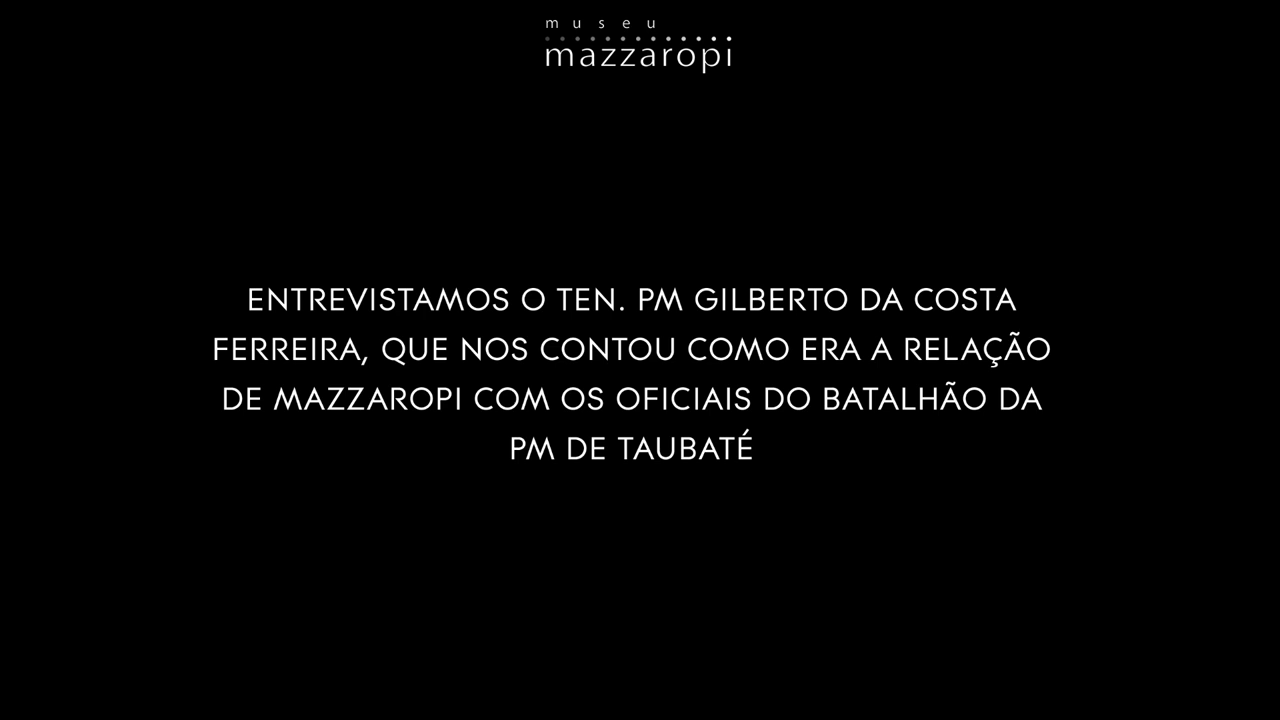 museu
mazzaropi
ENTREVISTAMOS O TEN. PM GILBERTO DA COSTA
FERREIRA, QUE NOS CONTOU COMO ERA A RELAÇÃO
DE MAZZAROPI COM OS OFICIAIS DO BATALHÃO DA
PM DE TAUBATÉ